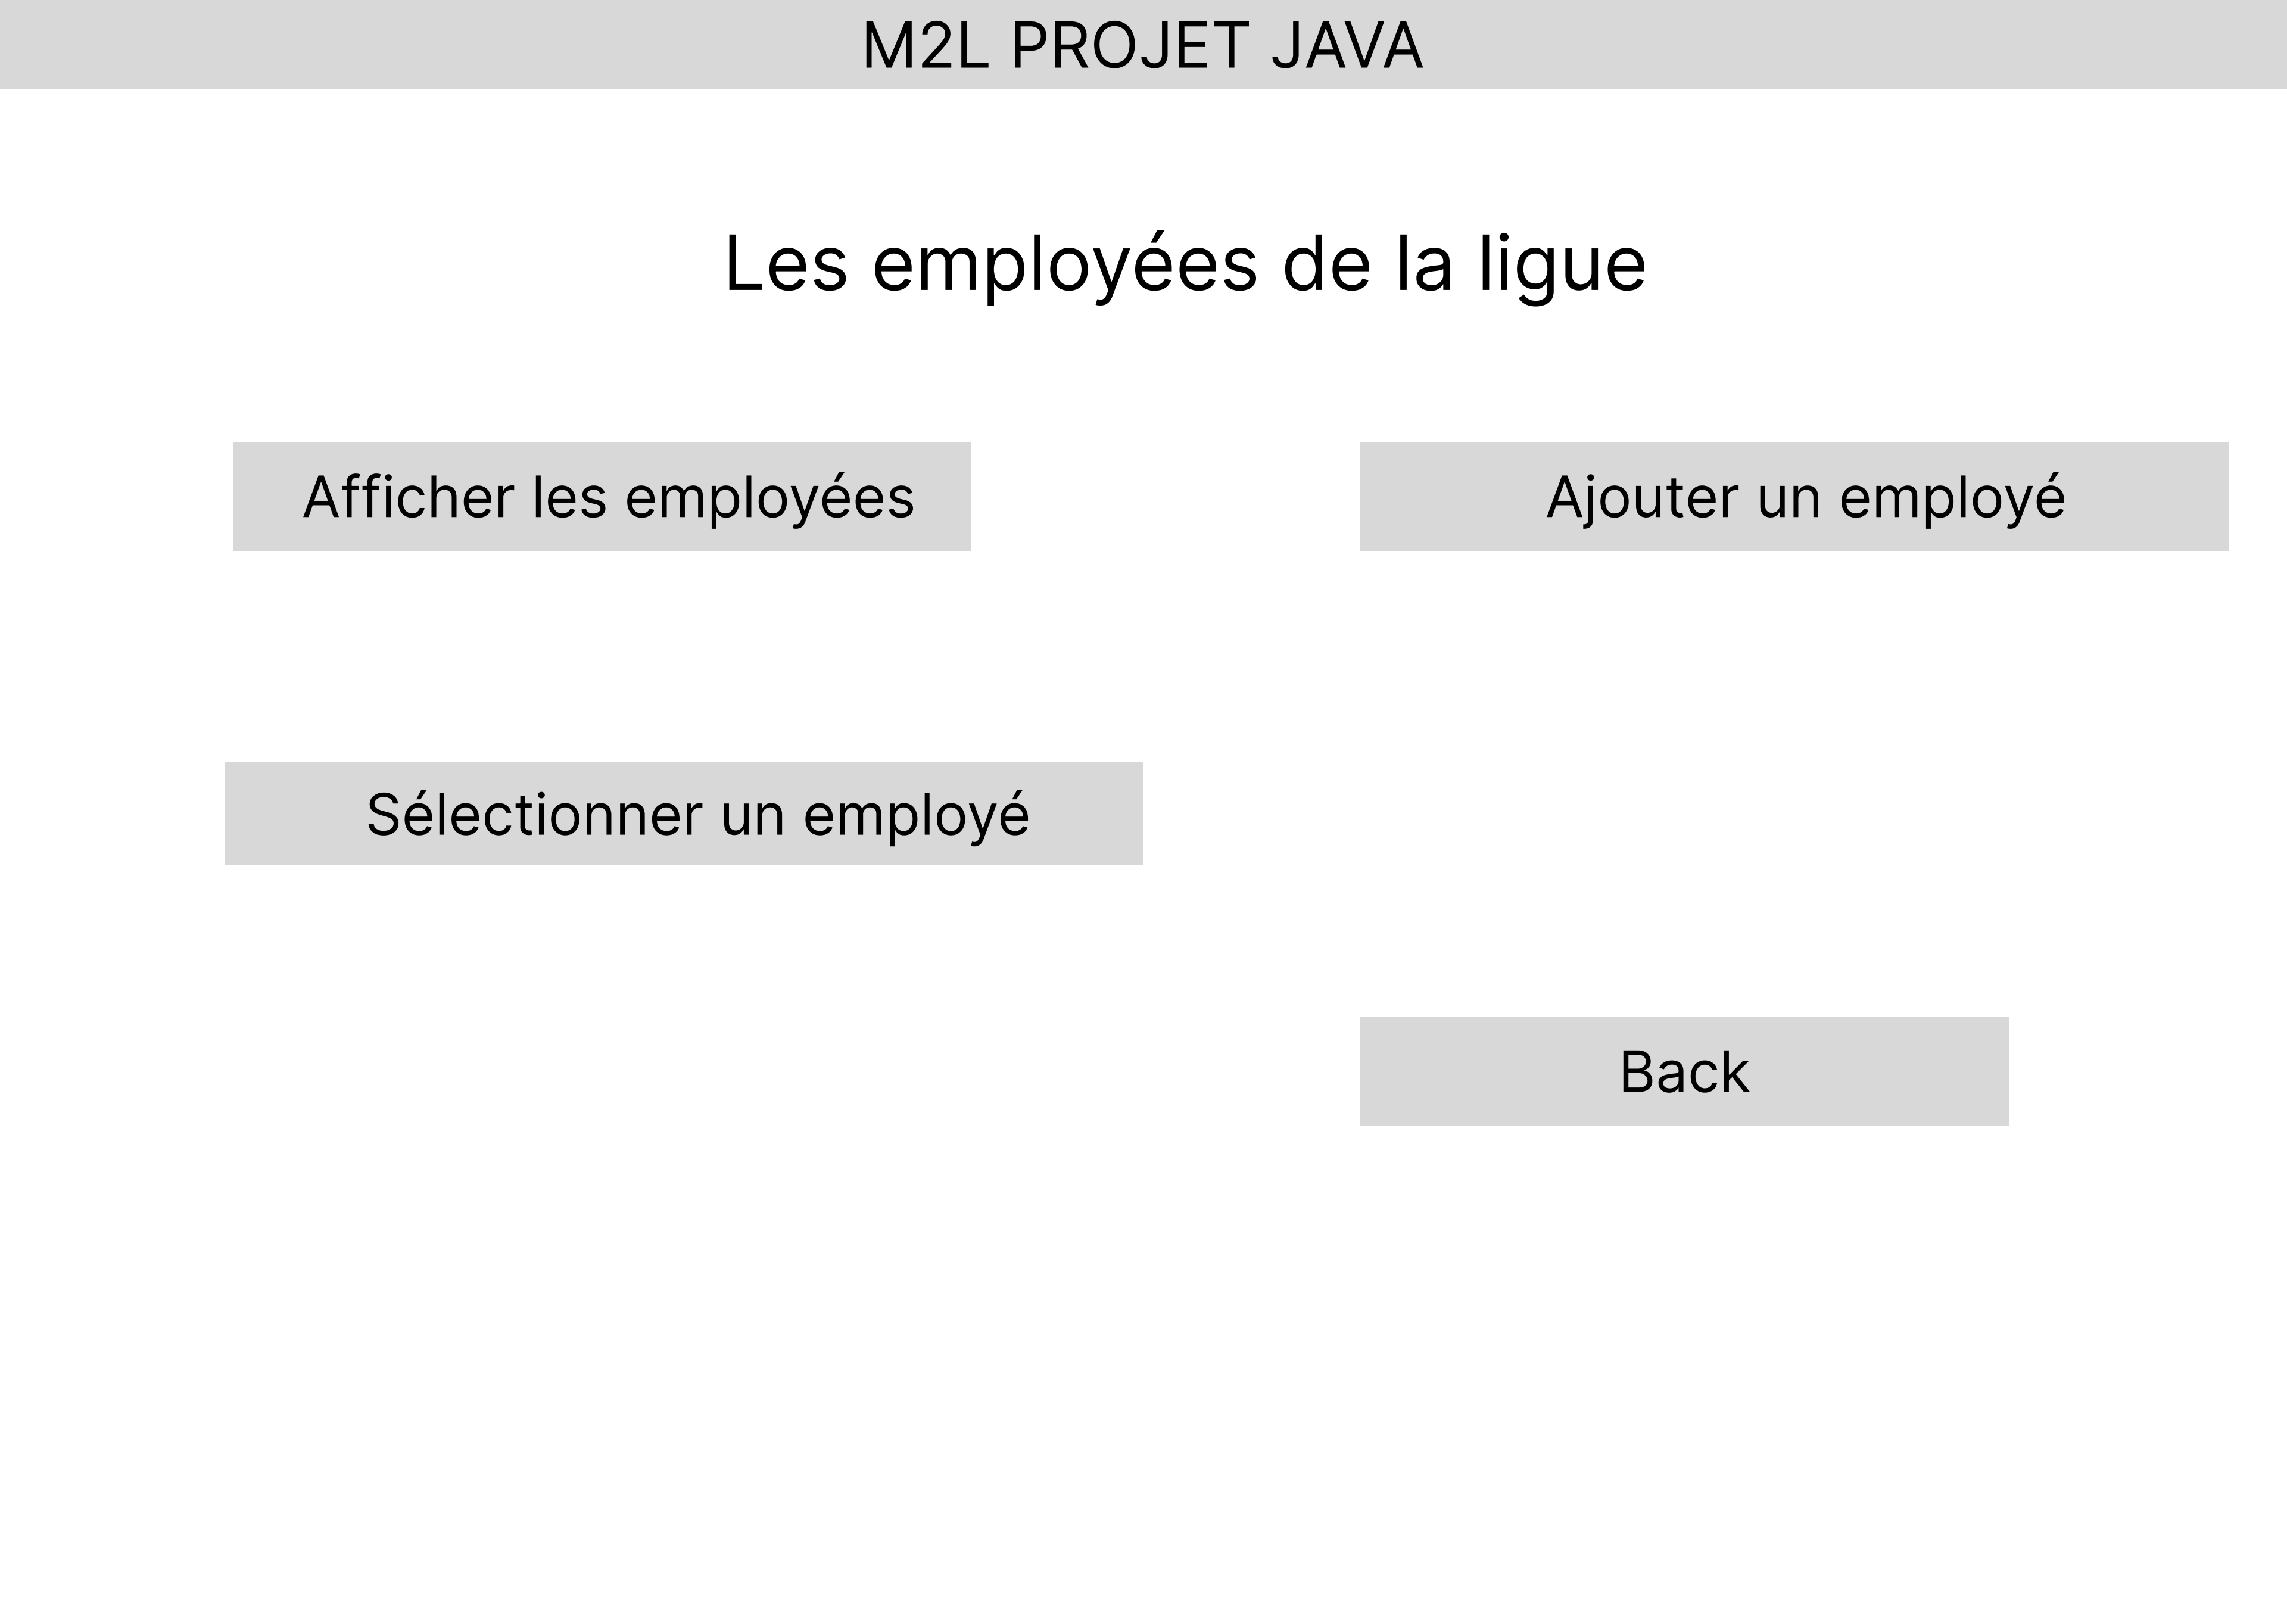 M2L PROJET JAVA
Les employées de la ligue
Afficher les employées
Ajouter un employé
Sélectionner un employé
Back